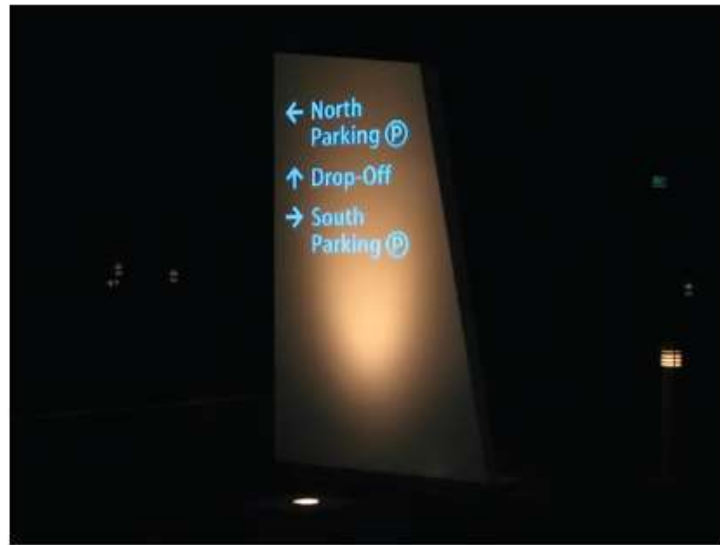 ← North
Parking Ⓟ
↑ Drop-Off
→ South
Parking Ⓟ